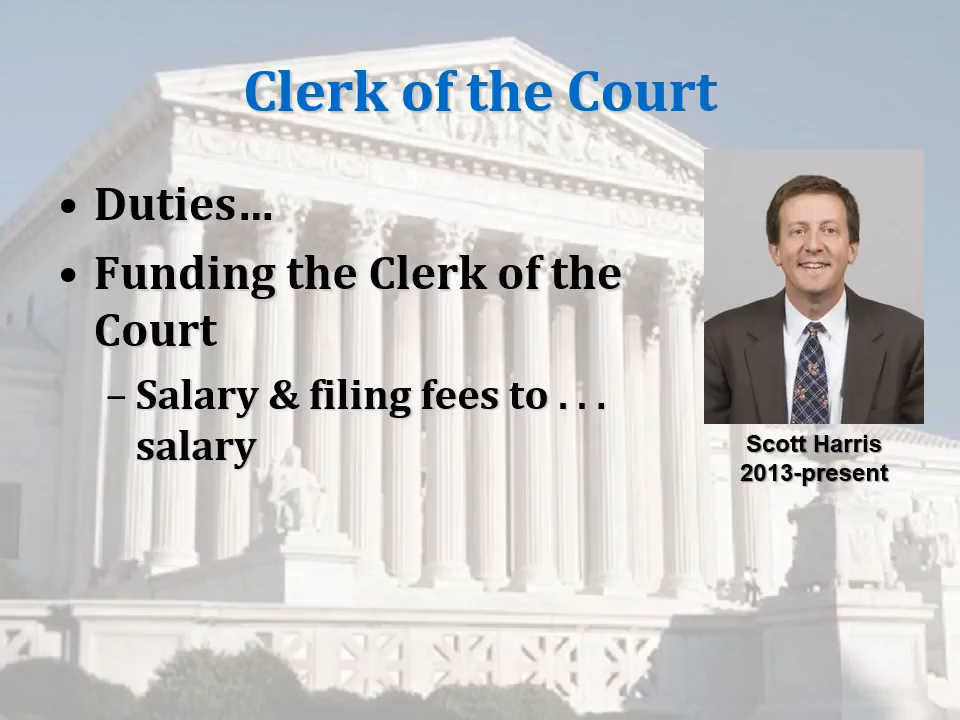 Clerk of the Court
• Duties…
• Funding the Clerk of the
Court
– Salary & filing fees to . . .
salary
Scott Harris
2013-present